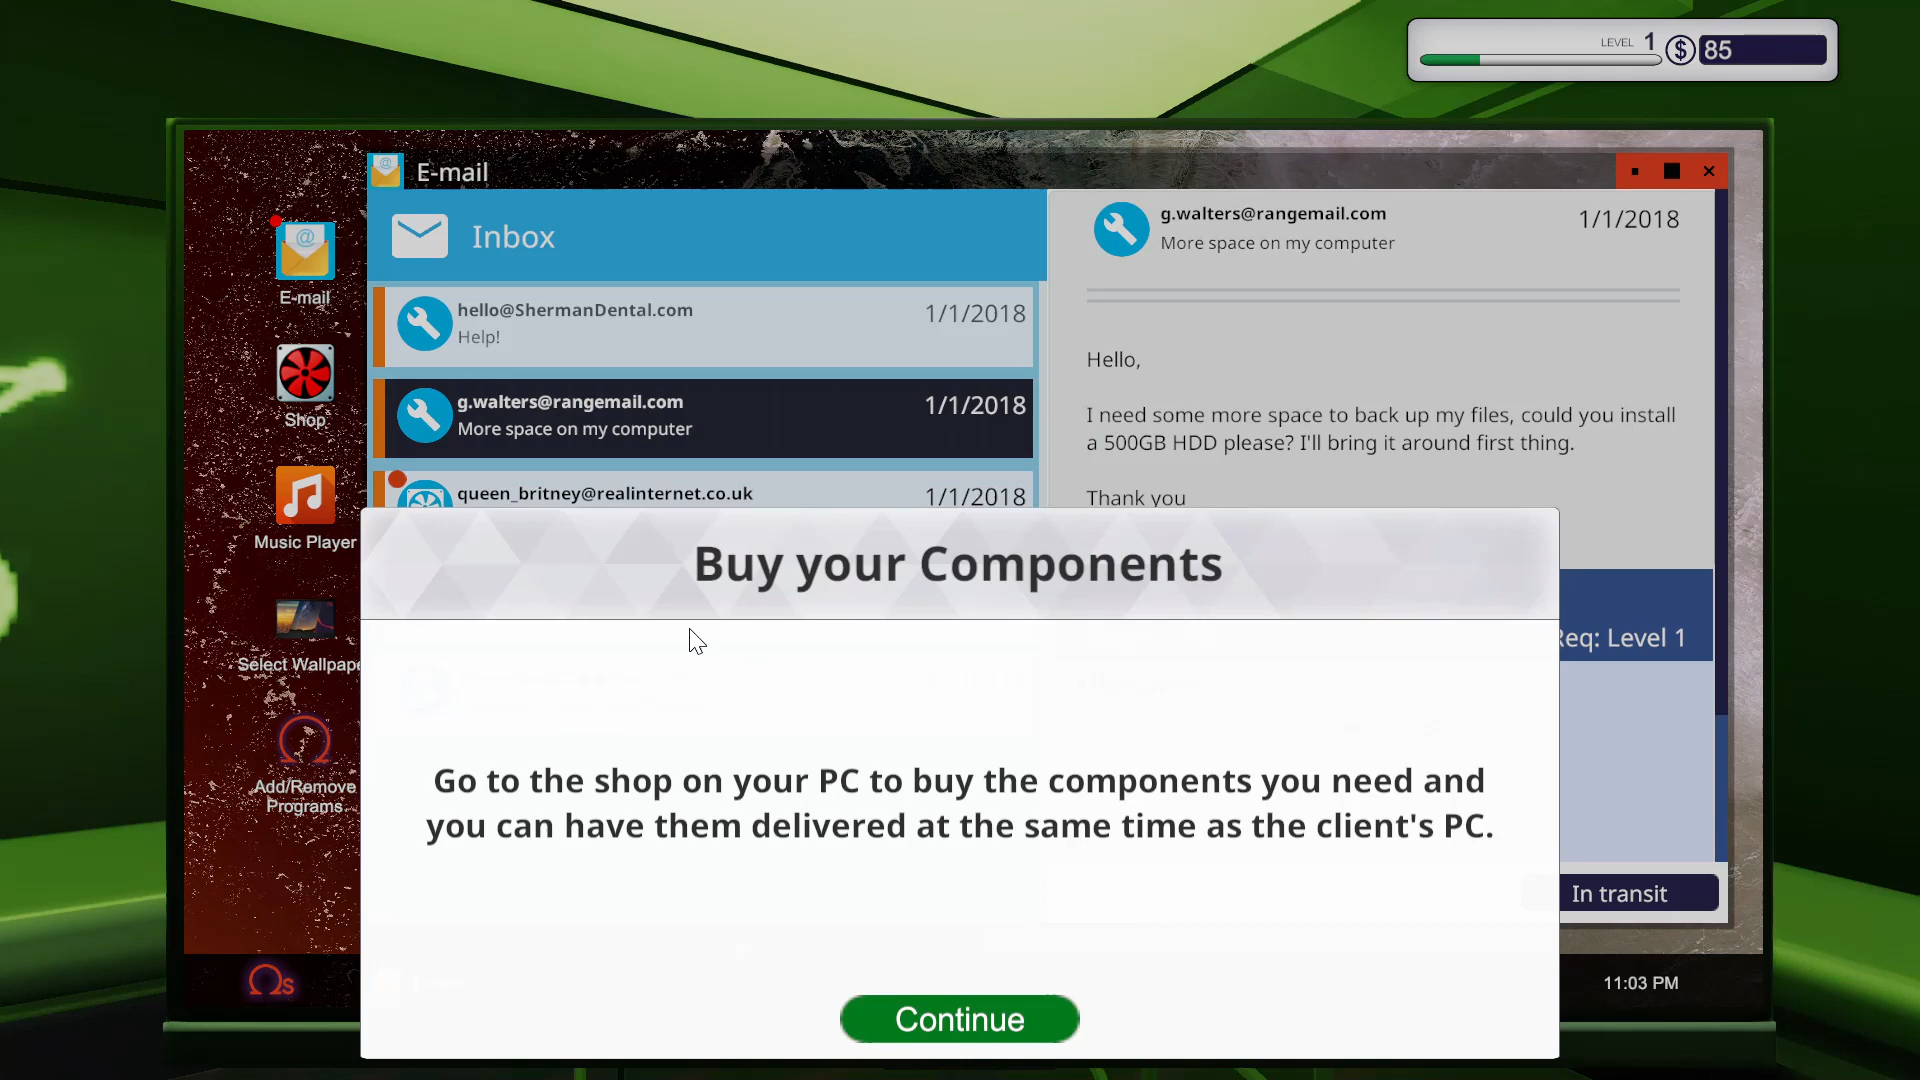 LEVEL 1
$ 85
E-mail
Inbox
hello@ShermanDental.com
1/1/2018
Help!
g.walters@rangemail.com
1/1/2018
More space on my computer
queen_britney@realinternet.co.uk
1/1/2018
g.walters@rangemail.com
1/1/2018
More space on my computer
Hello,
I need some more space to back up my files, could you install
a 500GB HDD please? I'll bring it around first thing.
Thank you
Req: Level 1
In transit
E-mail
Shop
Music Player
Select Wallpape
Add/Remove
Programs
Ωs
11:03 PM
Buy your Components
Go to the shop on your PC to buy the components you need and
you can have them delivered at the same time as the client's PC.
Continue